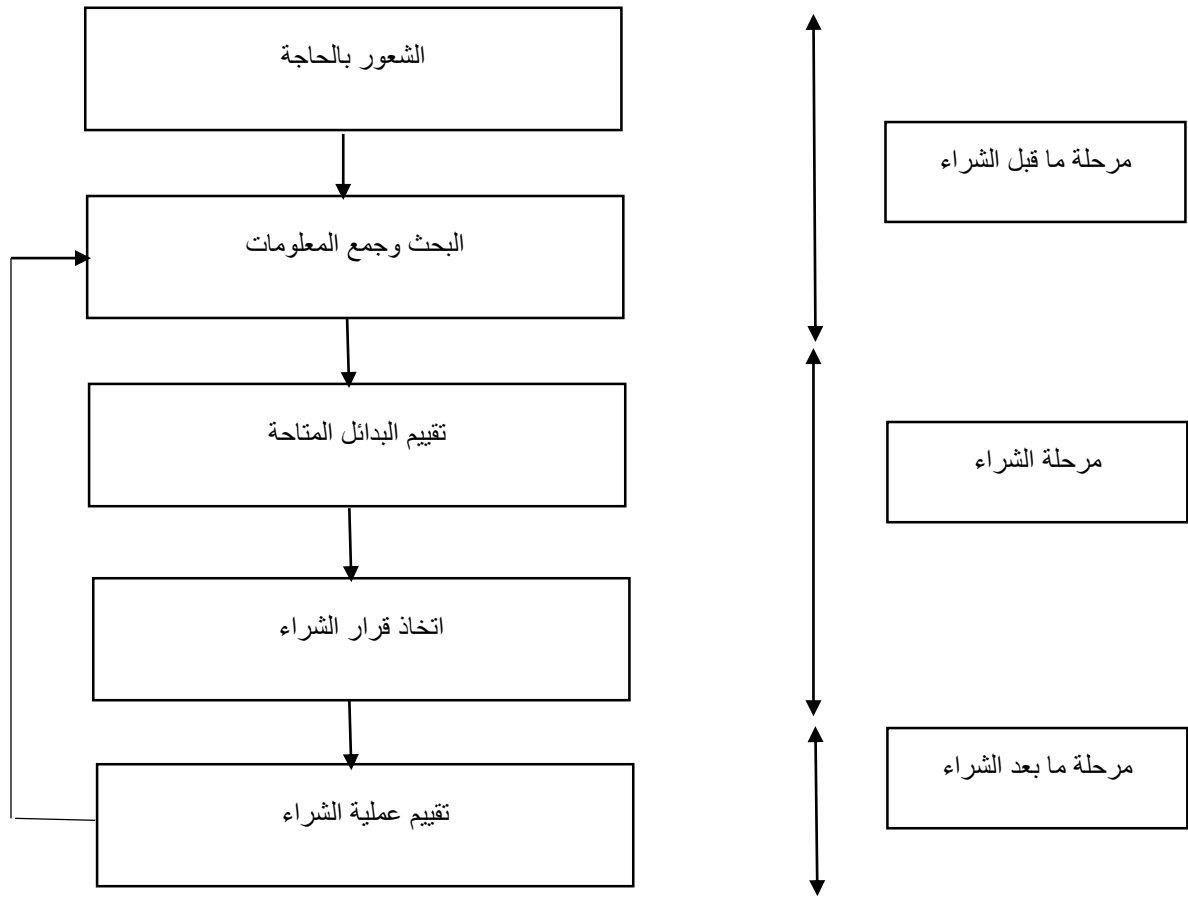 الشعور بالحاجة
مرحلة ما قبل الشراء
البحث وجمع المعلومات
تقييم البدائل المتاحة
مرحلة الشراء
اتخاذ قرار الشراء
مرحلة ما بعد الشراء
تقييم عملية الشراء